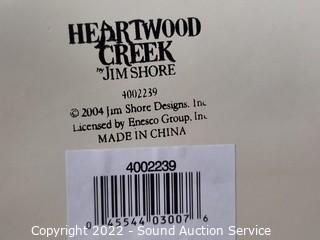 HEARTWOOD
CREEK
by JIM SHORE
4002239
© 2004 Jim Shore Designs, Inc
Licensed by Enesco Group, Inc
MADE IN CHINA
4002239
0 45544 03007 6
Copyright 2022 - Sound Auction Service